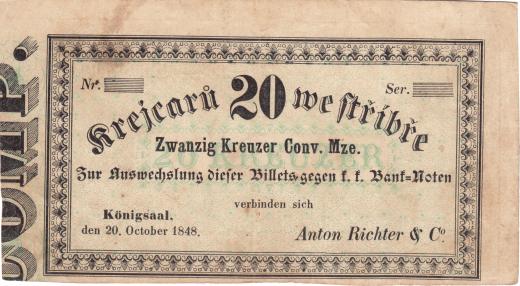 Nr.
Ser.
Krejcarů 20 we stříbře
Zwanzig Kreuzer Conv. Mze.
20 KREUZER
Zur Auswechslung dieser Billets gegen k. k. Bank=Noten
verbinden sich
Königsaal.
den 20. October 1848.
Anton Richter & Co.
COMP.